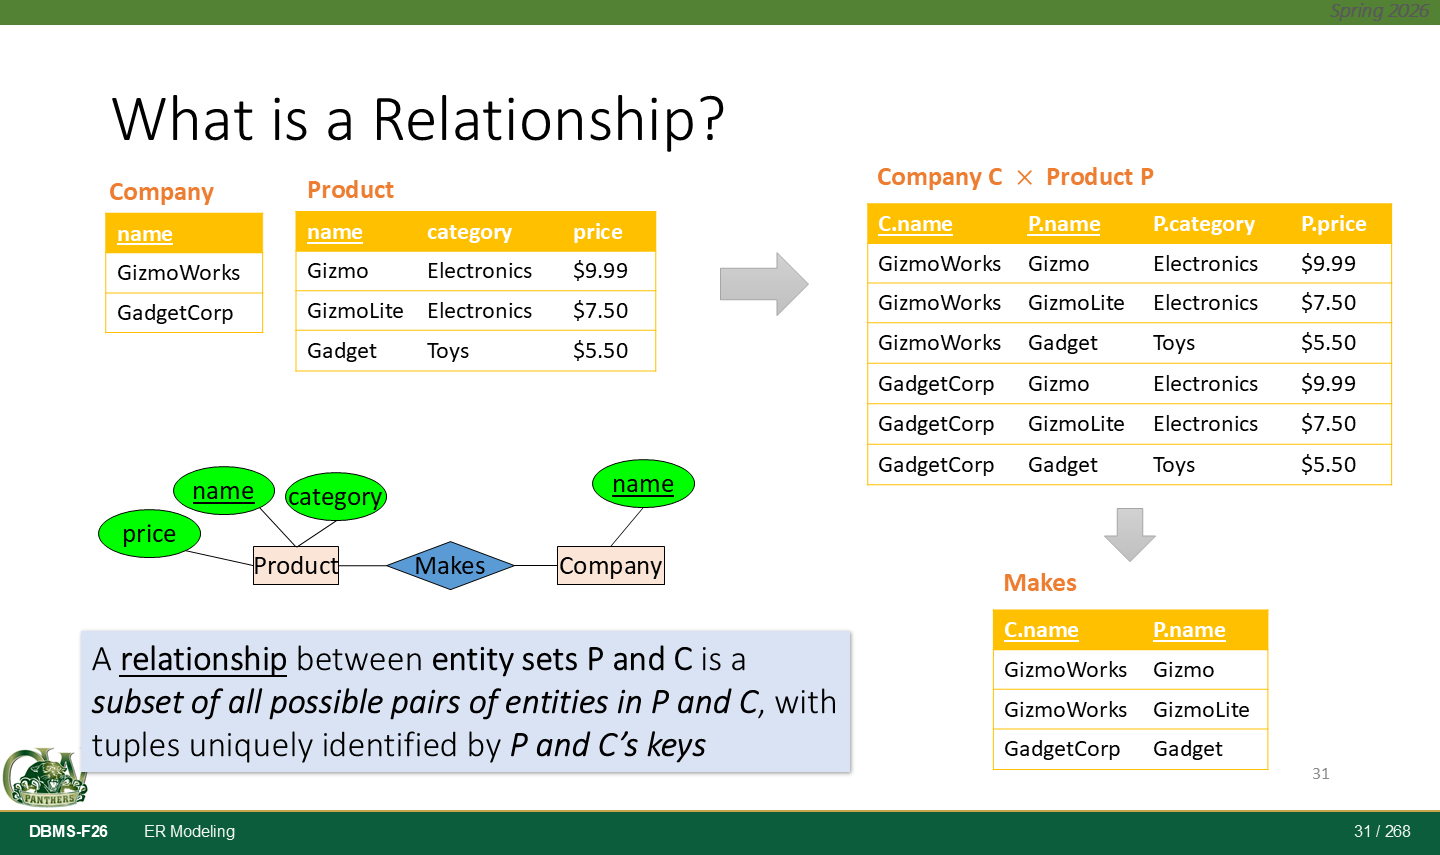 Spring 2026
What is a Relationship?
Company
name
GizmoWorks
GadgetCorp
Product
name category price
Gizmo Electronics $9.99
GizmoLite Electronics $7.50
Gadget Toys $5.50
Company C × Product P
C.name P.name P.category P.price
GizmoWorks Gizmo Electronics $9.99
GizmoWorks GizmoLite Electronics $7.50
GizmoWorks Gadget Toys $5.50
GadgetCorp Gizmo Electronics $9.99
GadgetCorp GizmoLite Electronics $7.50
GadgetCorp Gadget Toys $5.50
price
name
category
name
Product
Makes
Company
Makes
C.name P.name
GizmoWorks Gizmo
GizmoWorks GizmoLite
GadgetCorp Gadget
A relationship between entity sets P and C is a
subset of all possible pairs of entities in P and C, with
tuples uniquely identified by P and C’s keys
PANTHERS
31
DBMS-F26 ER Modeling 31 / 268